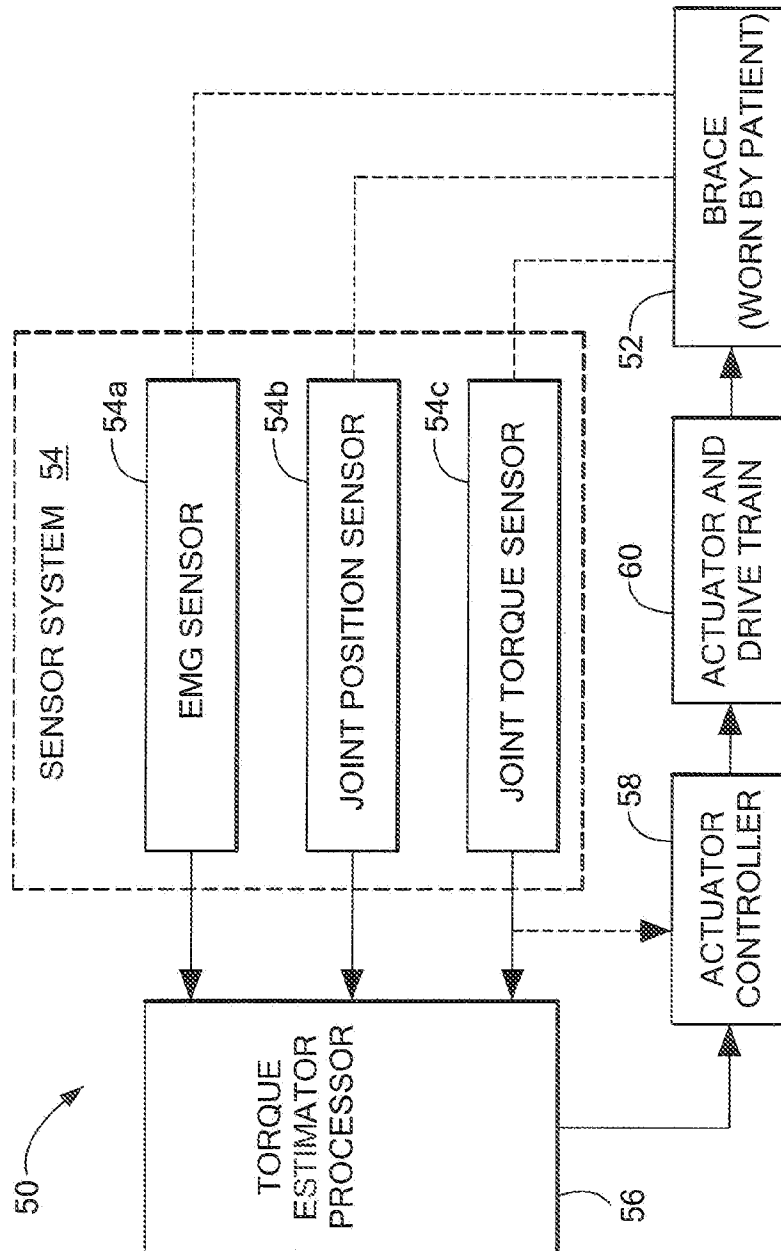 50
TORQUE
ESTIMATOR
PROCESSOR
56
SENSOR SYSTEM 54
54a
EMG SENSOR
54b
JOINT POSITION SENSOR
54c
JOINT TORQUE SENSOR
58
ACTUATOR
CONTROLLER
60
ACTUATOR AND
DRIVE TRAIN
52
BRACE
(WORN BY PATIENT)